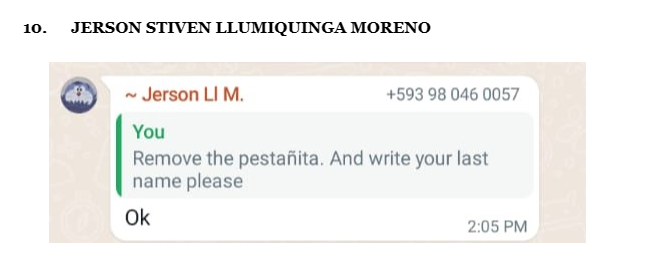 10. JERSON STIVEN LLUMIQUINGA MORENO
~ Jerson Ll M. +593 98 046 0057
You
Remove the pestañita. And write your last
name please
Ok
2:05 PM